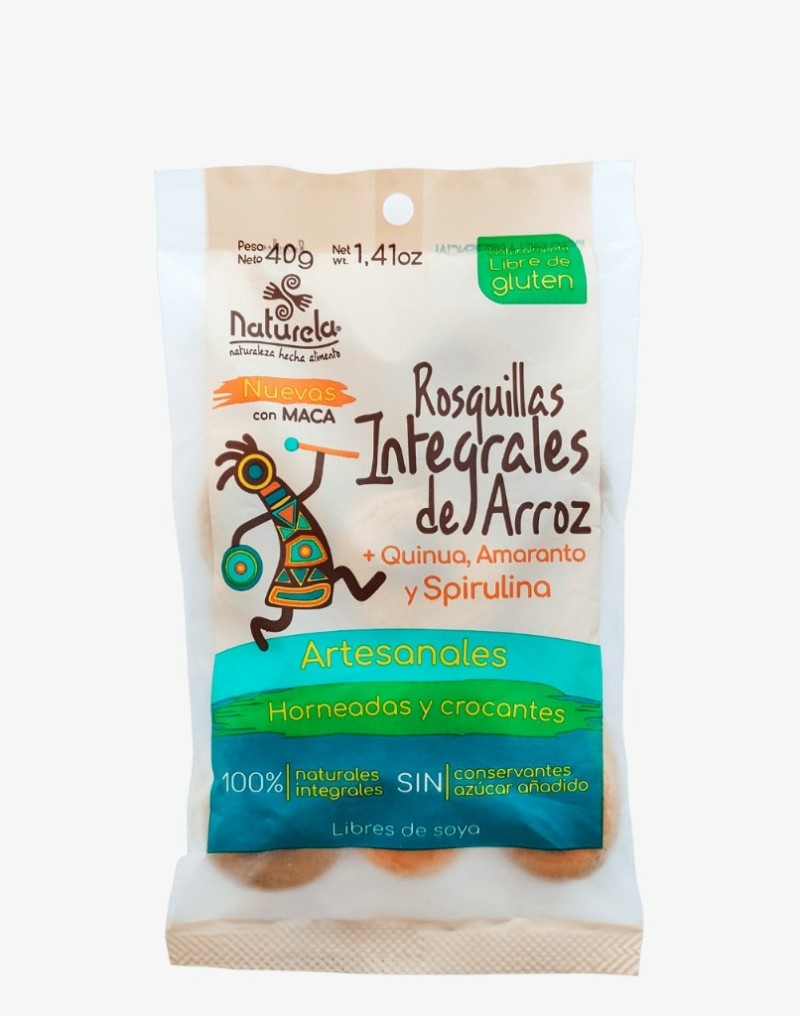 Peso Neto 40g Net Wt. 1,41oz
Naturalmente
Libre de
gluten
Naturela®
naturaleza hecha alimento
Nuevas
con MACA
Rosquillas
Integrales
de Arroz
+ Quinua, Amaranto
y Spirulina
Artesanales
Horneadas y crocantes
100% naturales integrales SIN conservantes azúcar añadido
Libres de soya